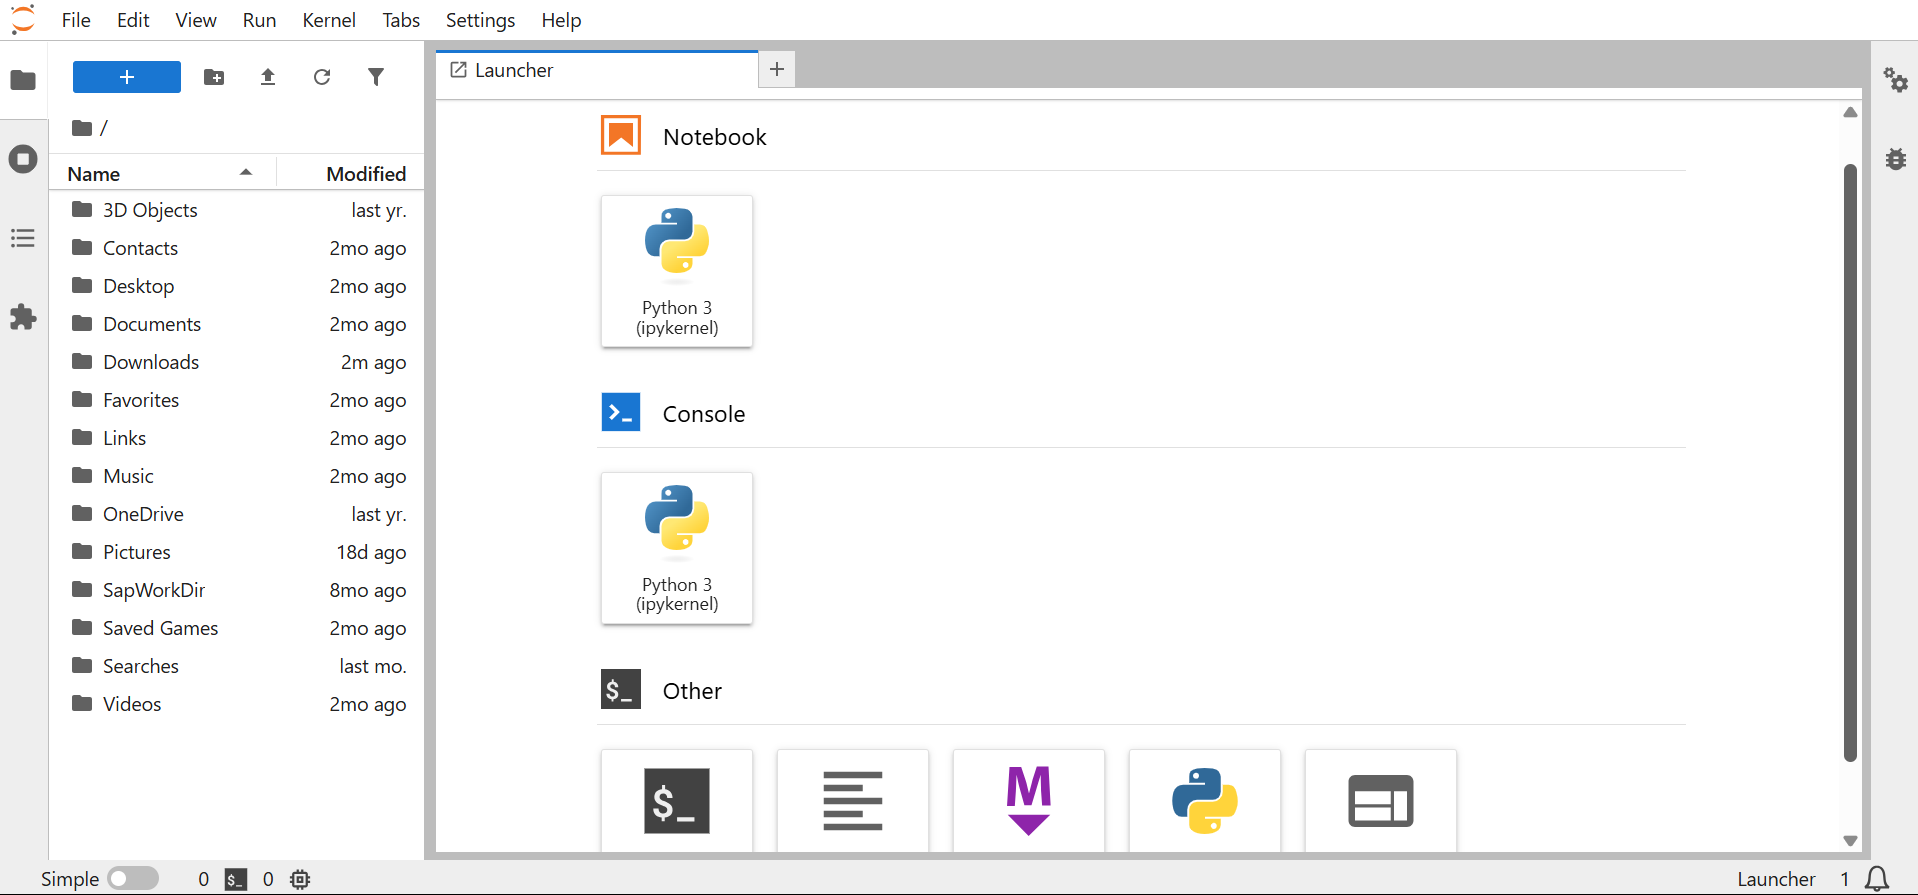 File Edit View Run Kernel Tabs Settings Help
Launcher
/
Name Modified
3D Objects last yr.
Contacts 2mo ago
Desktop 2mo ago
Documents 2mo ago
Downloads 2m ago
Favorites 2mo ago
Links 2mo ago
Music 2mo ago
OneDrive last yr.
Pictures 18d ago
SapWorkDir 8mo ago
Saved Games 2mo ago
Searches last mo.
Videos 2mo ago
Notebook
Python 3
(ipykernel)
Console
Python 3
(ipykernel)
$_ Other
$_
M
Simple 0 $_ 0 Launcher 1